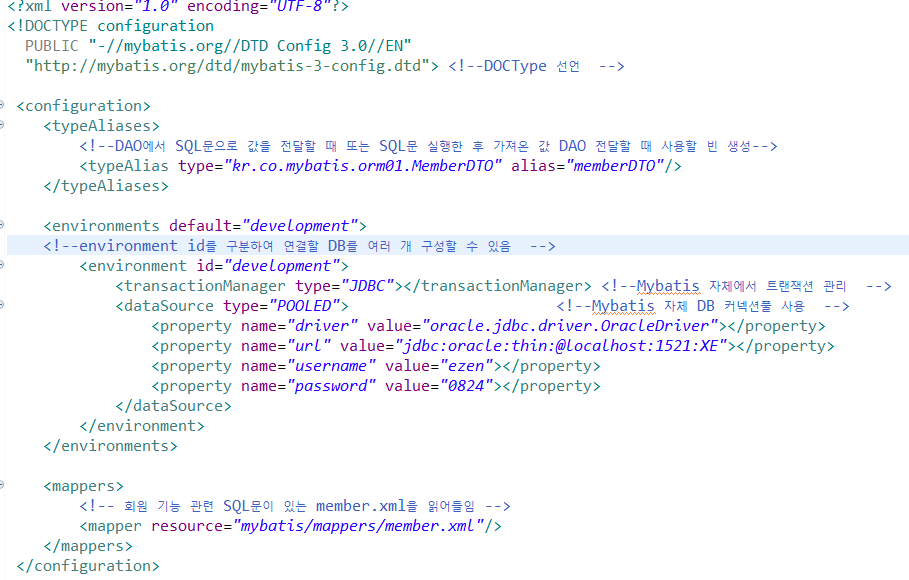 <?xml version="1.0" encoding="UTF-8"?>
<!DOCTYPE configuration
PUBLIC "-//mybatis.org//DTD Config 3.0//EN"
"http://mybatis.org/dtd/mybatis-3-config.dtd"> <!--DOCType 선언  -->
<configuration>
<typeAliases>
<!--DAO에서 SQL문으로 값을 전달할 때 또는 SQL문 실행한 후 가져온 값 DAO 전달할 때 사용할 빈 생성-->
<typeAlias type="kr.co.mybatis.orm01.MemberDTO" alias="memberDTO"/>
</typeAliases>
<environments default="development">
<!--environment id를 구분하여 연결할 DB를 여러 개 구성할 수 있음  -->
<environment id="development">
<transactionManager type="JDBC"></transactionManager> <!--Mybatis 자체에서 트랜잭션 관리  -->
<dataSource type="POOLED"> <!--Mybatis 자체 DB 커넥션풀 사용  -->
<property name="driver" value="oracle.jdbc.driver.OracleDriver"></property>
<property name="url" value="jdbc:oracle:thin:@localhost:1521:XE"></property>
<property name="username" value="ezen"></property>
<property name="password" value="0824"></property>
</dataSource>
</environment>
</environments>
<mappers>
<!-- 회원 기능 관련 SQL문이 있는 member.xml을 읽어들임 -->
<mapper resource="mybatis/mappers/member.xml"/>
</mappers>
</configuration>